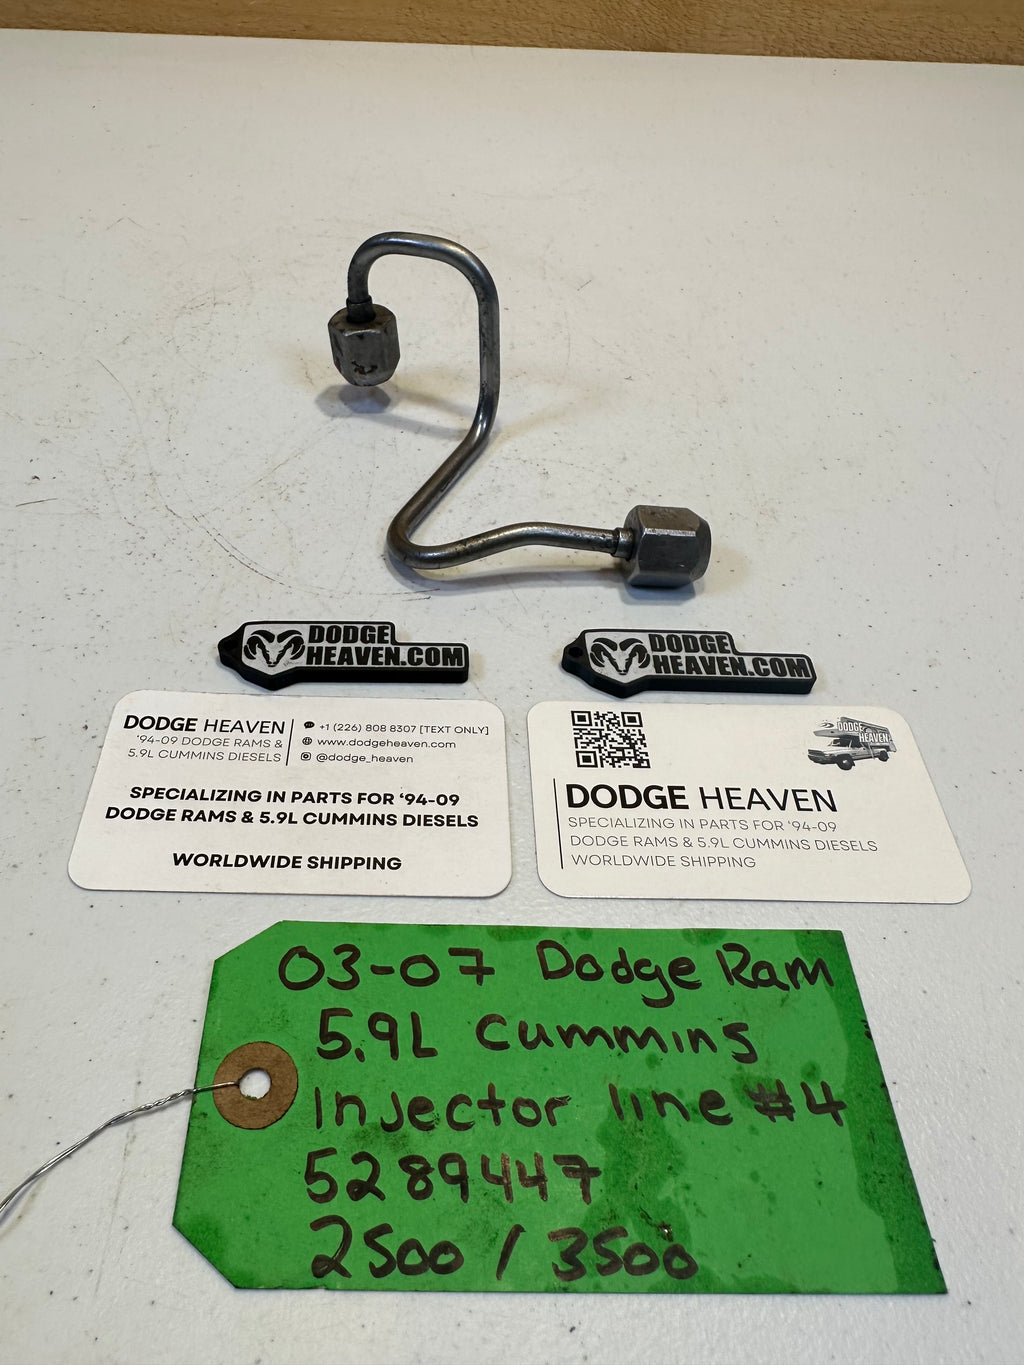 DODGE
HEAVEN.COM
DODGE
HEAVEN.COM
DODGE HEAVEN
'94-09 DODGE RAMS &
5.9L CUMMINS DIESELS
+1 (226) 808 8307 [TEXT ONLY]
www.dodgeheaven.com
@dodge_heaven
SPECIALIZING IN PARTS FOR '94-09
DODGE RAMS & 5.9L CUMMINS DIESELS
WORLDWIDE SHIPPING
DODGE
HEAVEN
DODGE HEAVEN
SPECIALIZING IN PARTS FOR '94-09
DODGE RAMS & 5.9L CUMMINS DIESELS
WORLDWIDE SHIPPING
03-07 Dodge Ram
5.9L Cummins
Injector line #4
5289447
2500 / 3500